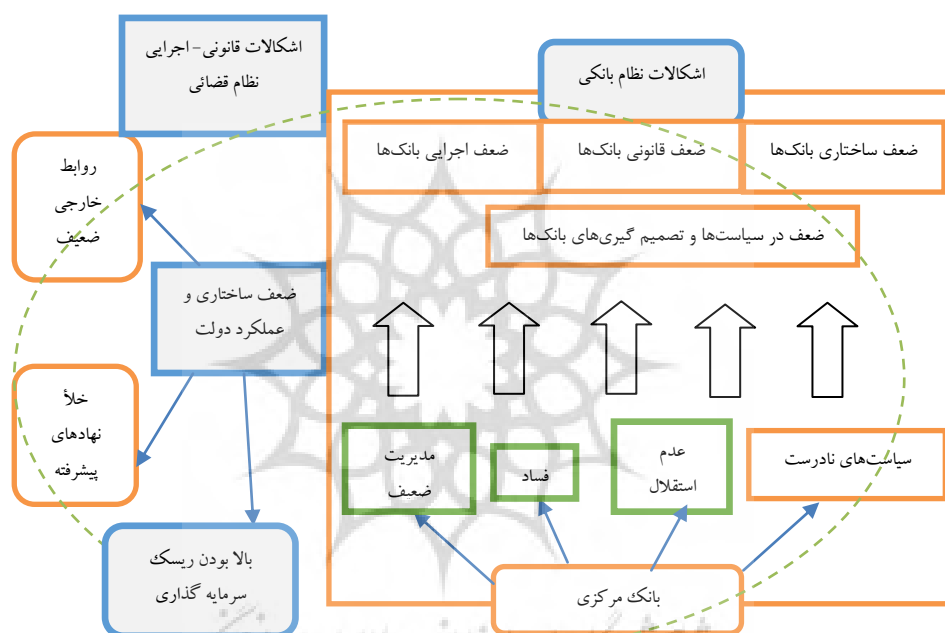 اشکالات قانونی- اجرایی
نظام قضائی
اشکالات نظام بانکی
ضعف ساختاری بانک‌ها
ضعف قانونی بانک‌ها
ضعف اجرایی بانک‌ها
روابط
خارجی
ضعیف
ضعف در سیاست‌ها و تصمیم گیری‌های بانک‌ها
ضعف ساختاری و
عملکرد دولت
خلأ
نهادهای
پیشرفته
سیاست‌های نادرست
عدم
استقلال
فساد
مدیریت
ضعیف
بالا بودن ریسک
سرمایه گذاری
بانک مرکزی